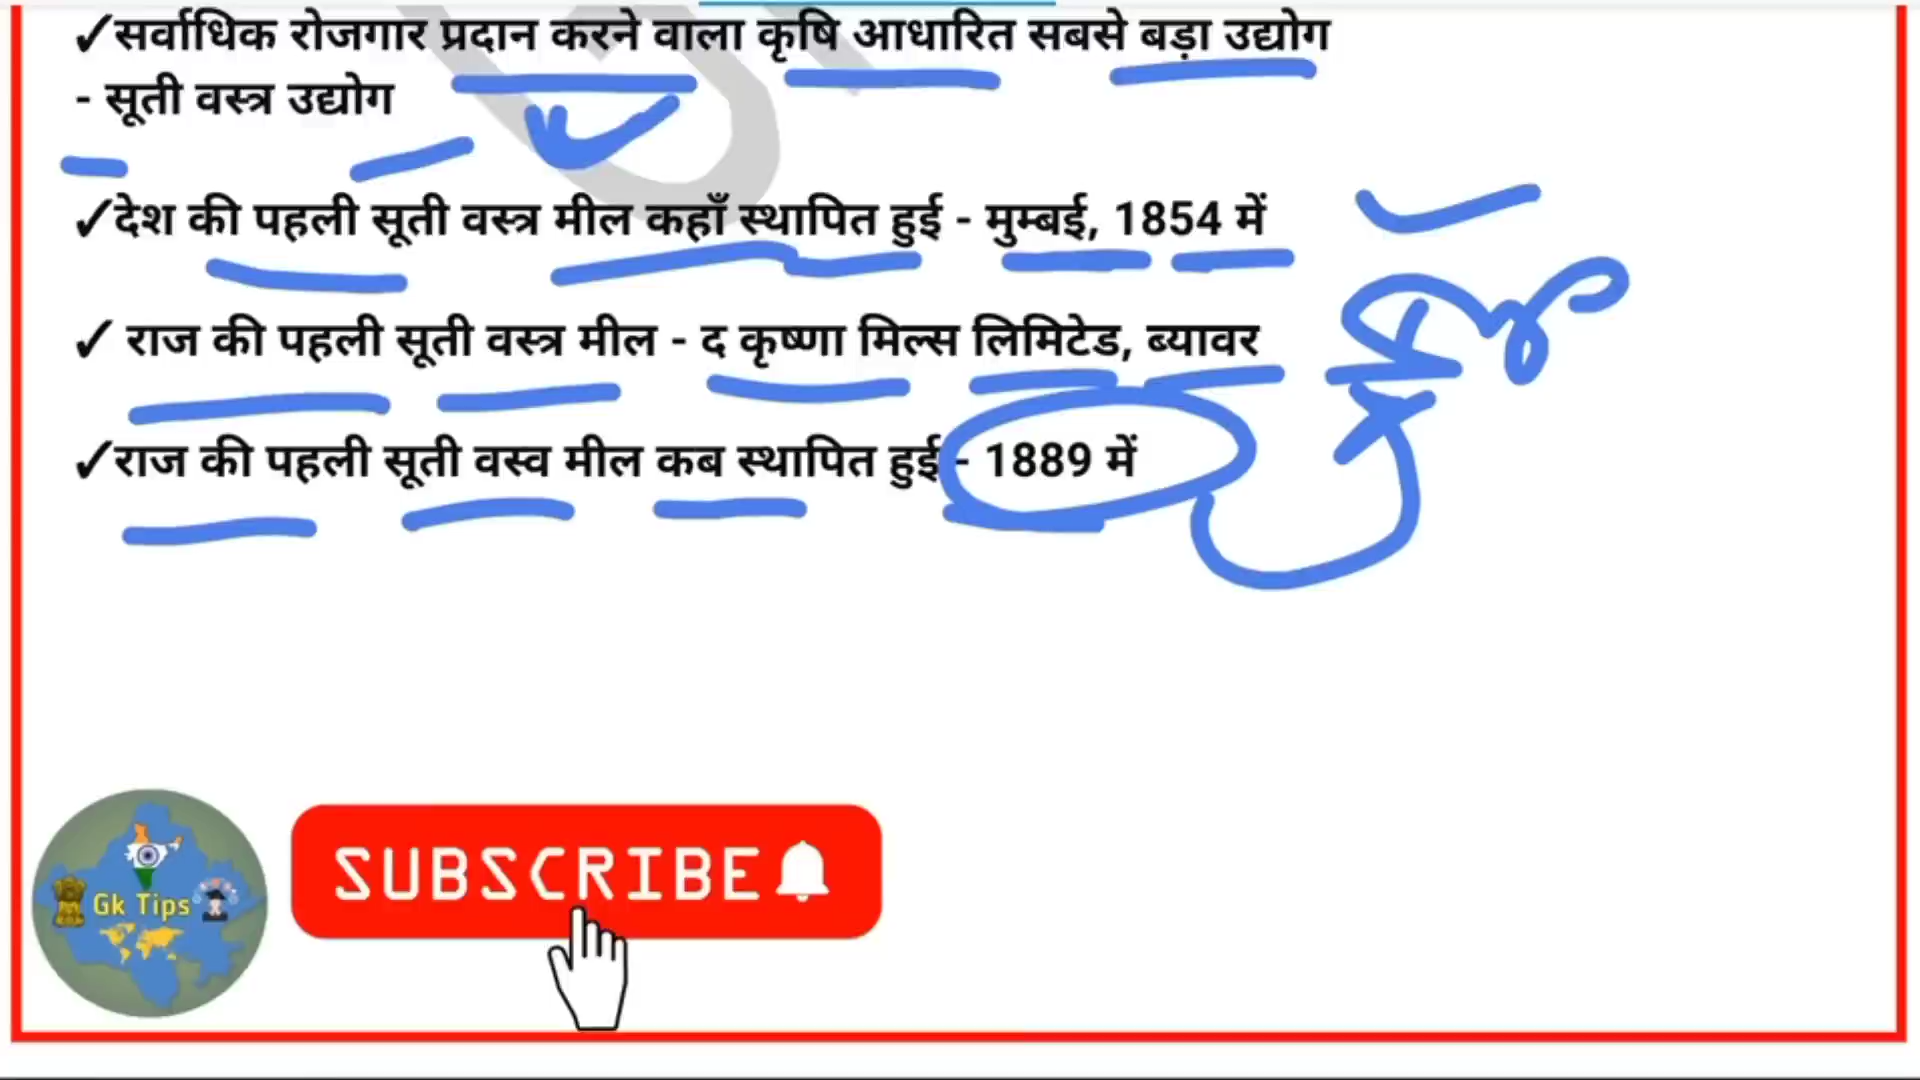 ✓सर्वाधिक रोजगार प्रदान करने वाला कृषि आधारित सबसे बड़ा उद्योग
- सूती वस्त्र उद्योग
✓देश की पहली सूती वस्त्र मील कहाँ स्थापित हुई - मुम्बई, 1854 में
✓ राज की पहली सूती वस्त्र मील - द कृष्णा मिल्स लिमिटेड, ब्यावर
✓राज की पहली सूती वस्व मील कब स्थापित हुई - 1889 में
Gk Tips
SUBSCRIBE